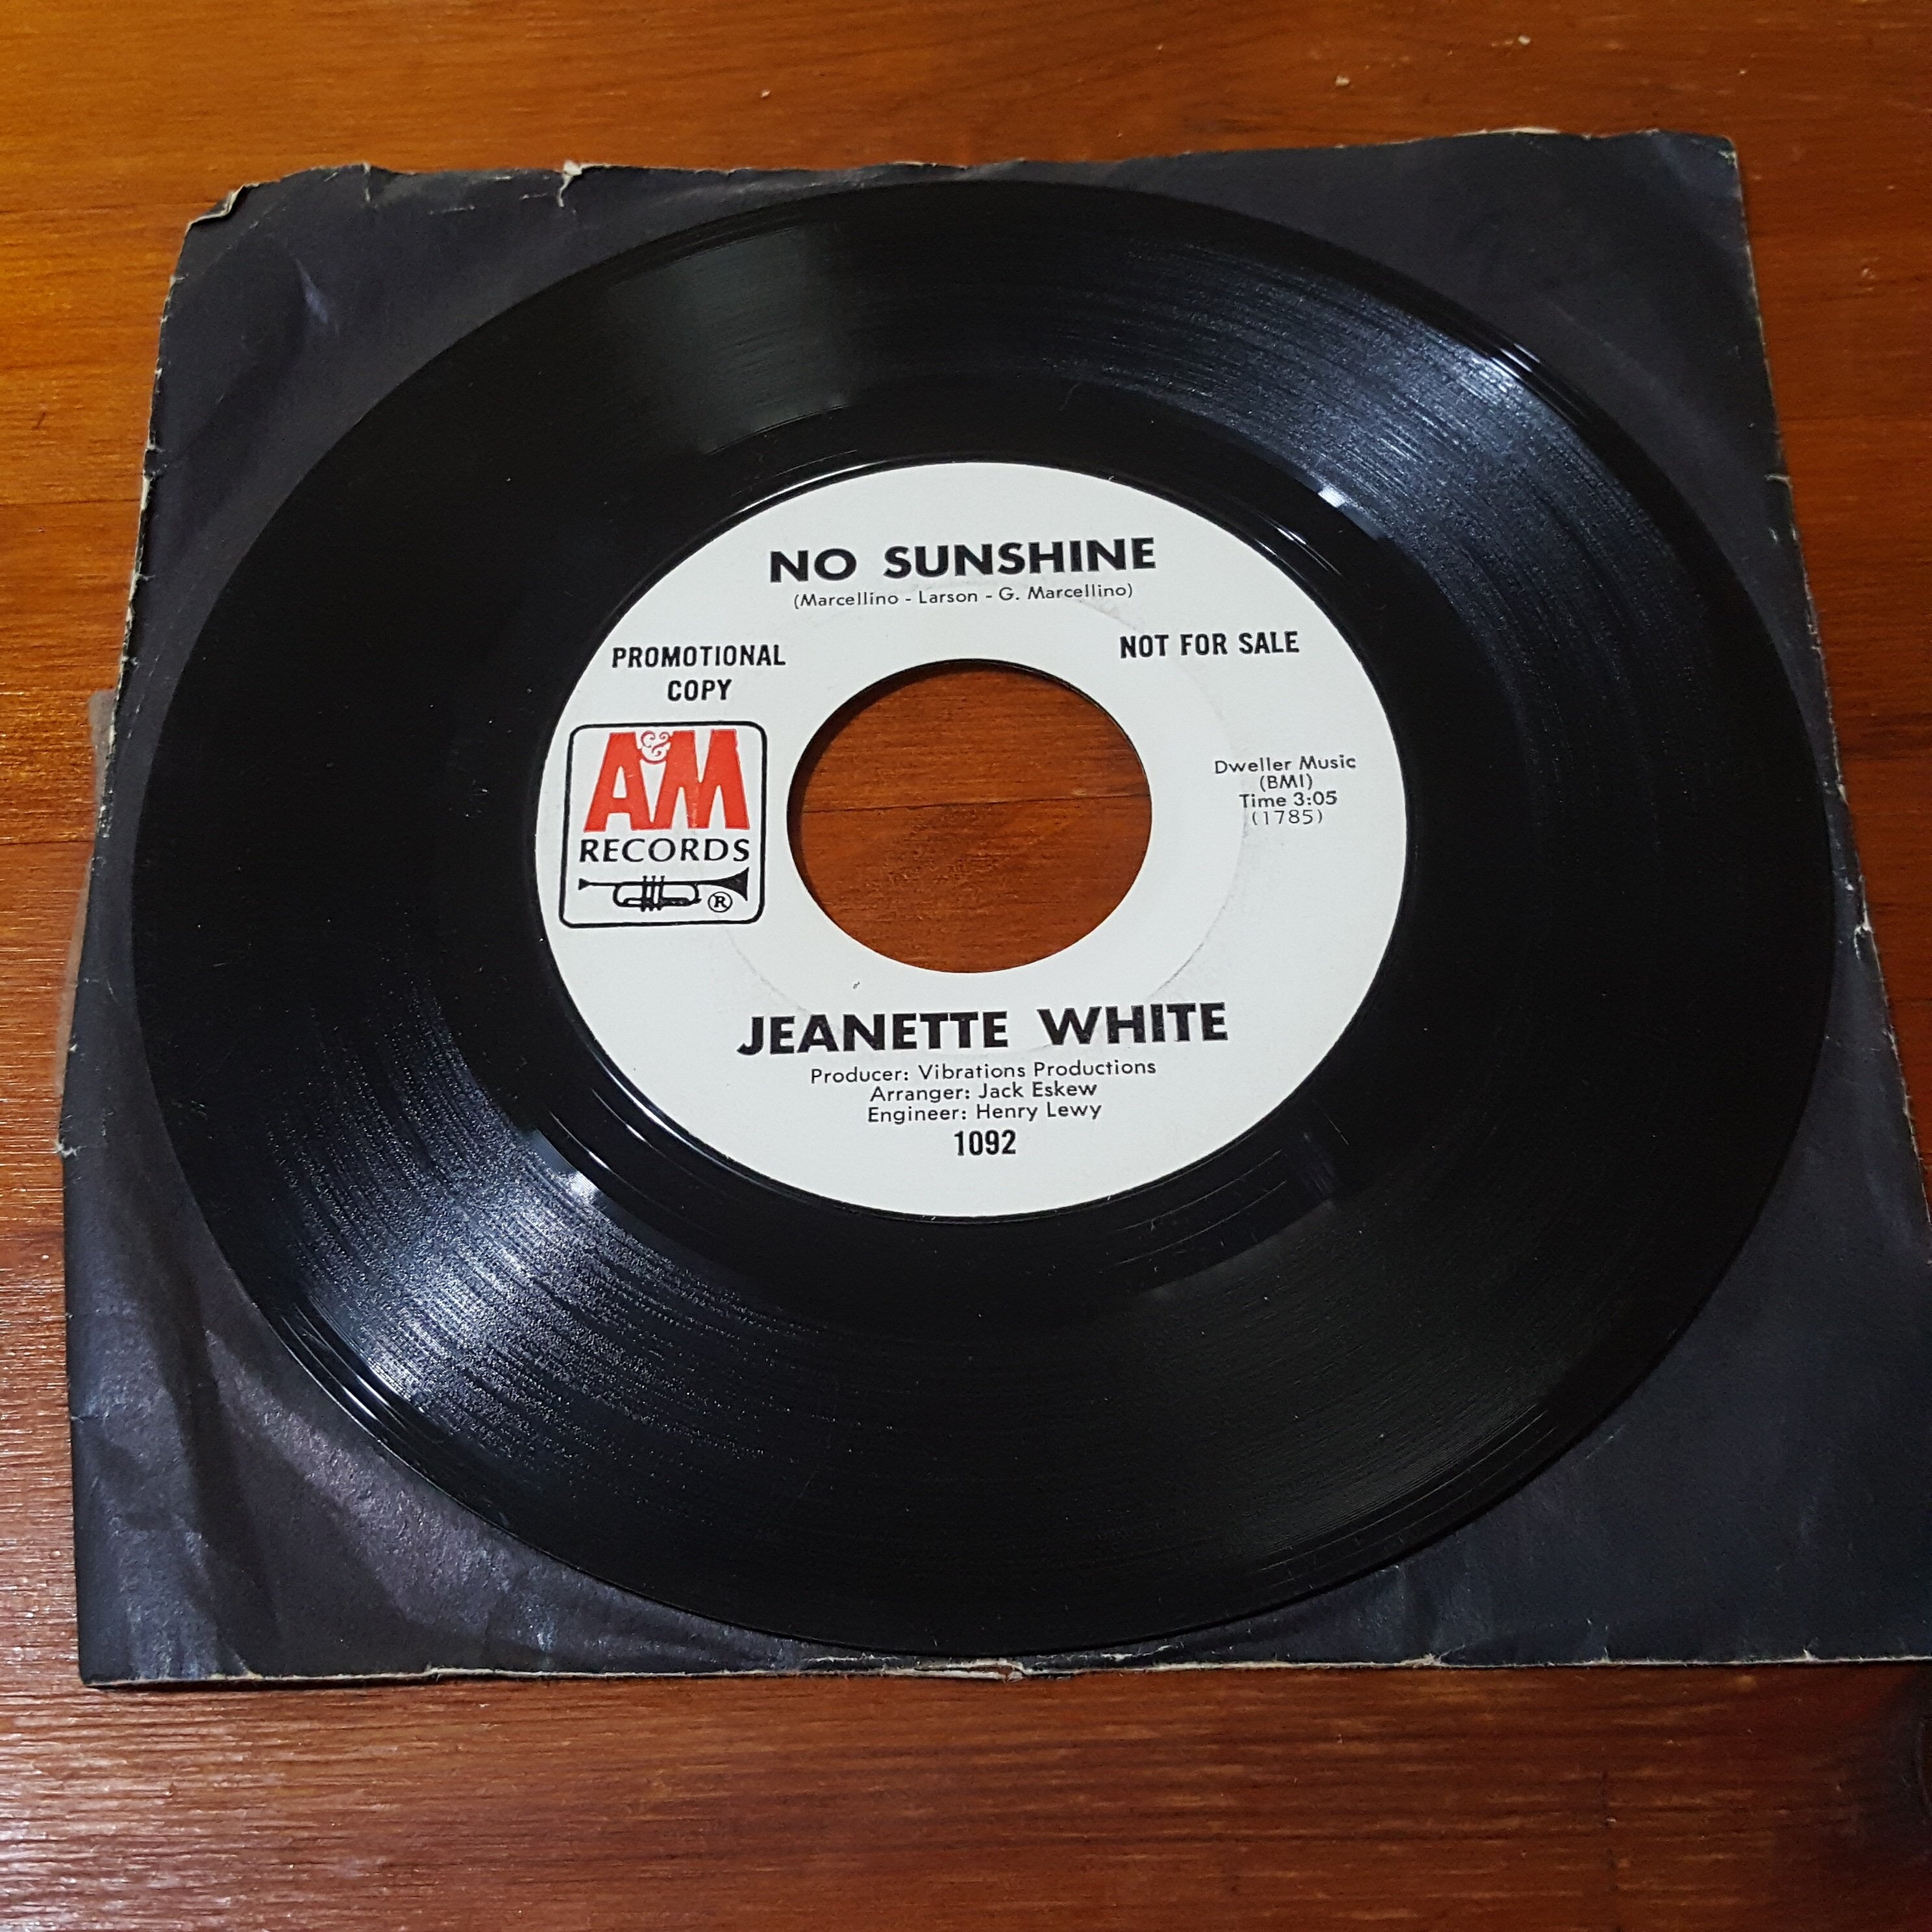 NO SUNSHINE
(Marcellino - Larson - G. Marcellino)
PROMOTIONAL
COPY
NOT FOR SALE
A&M
RECORDS
®
Dweller Music
(BMI)
Time 3:05
(1785)
JEANETTE WHITE
Producer: Vibrations Productions
Arranger: Jack Eskew
Engineer: Henry Lewy
1092